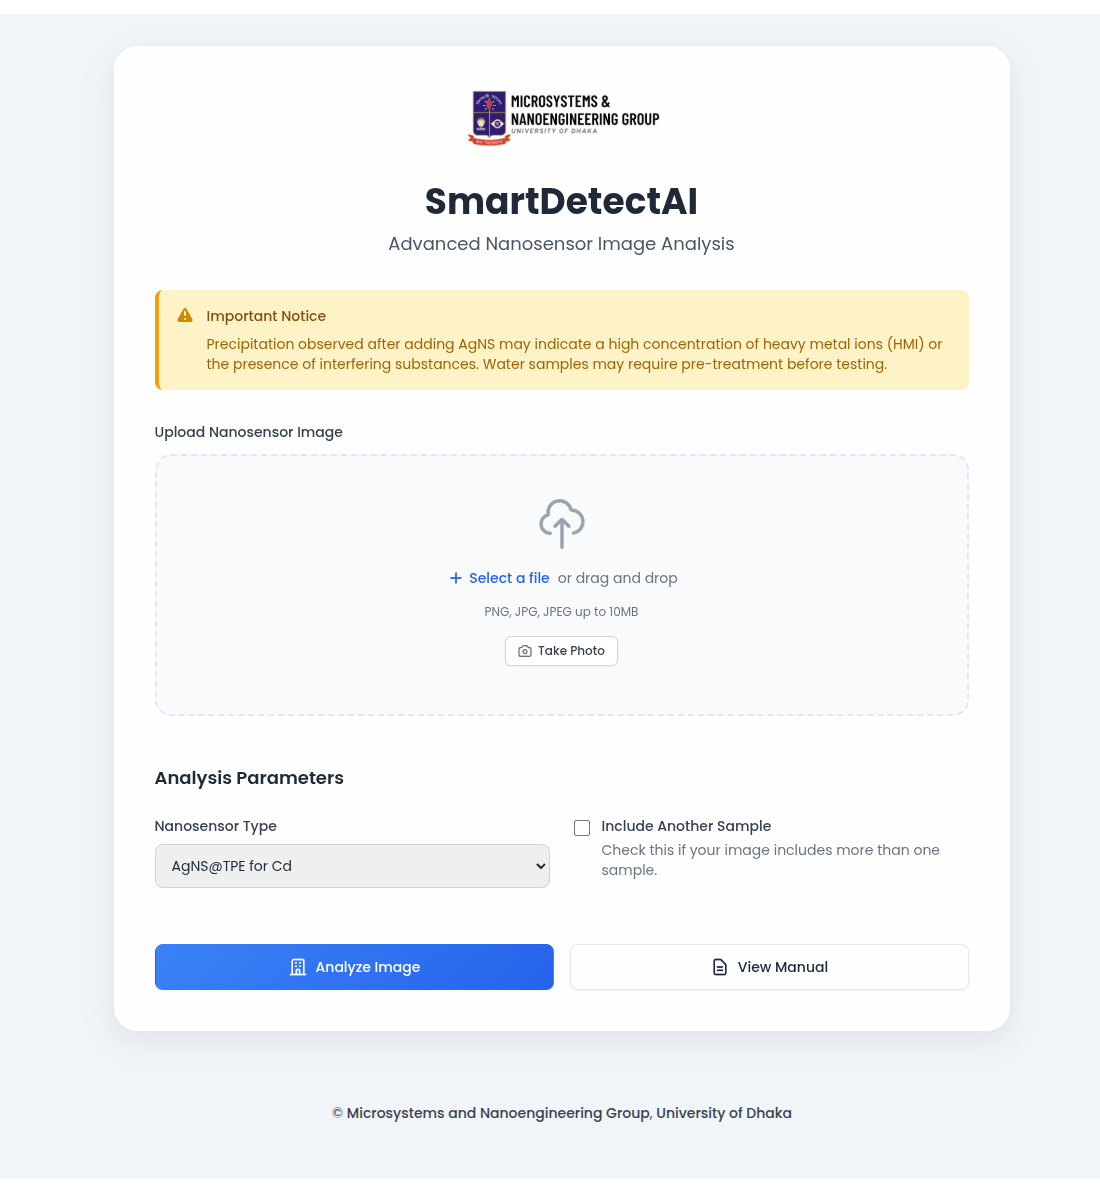 MICROSYSTEMS &
NANOENGINEERING GROUP
UNIVERSITY OF DHAKA
SmartDetectAI
Advanced Nanosensor Image Analysis
Important Notice
Precipitation observed after adding AgNS may indicate a high concentration of heavy metal ions (HMI) or
the presence of interfering substances. Water samples may require pre-treatment before testing.
Upload Nanosensor Image
Select a file or drag and drop
PNG, JPG, JPEG up to 10MB
Take Photo
Analysis Parameters
Nanosensor Type
AgNS@TPE for Cd
Include Another Sample
Check this if your image includes more than one
sample.
Analyze Image
View Manual
© Microsystems and Nanoengineering Group, University of Dhaka